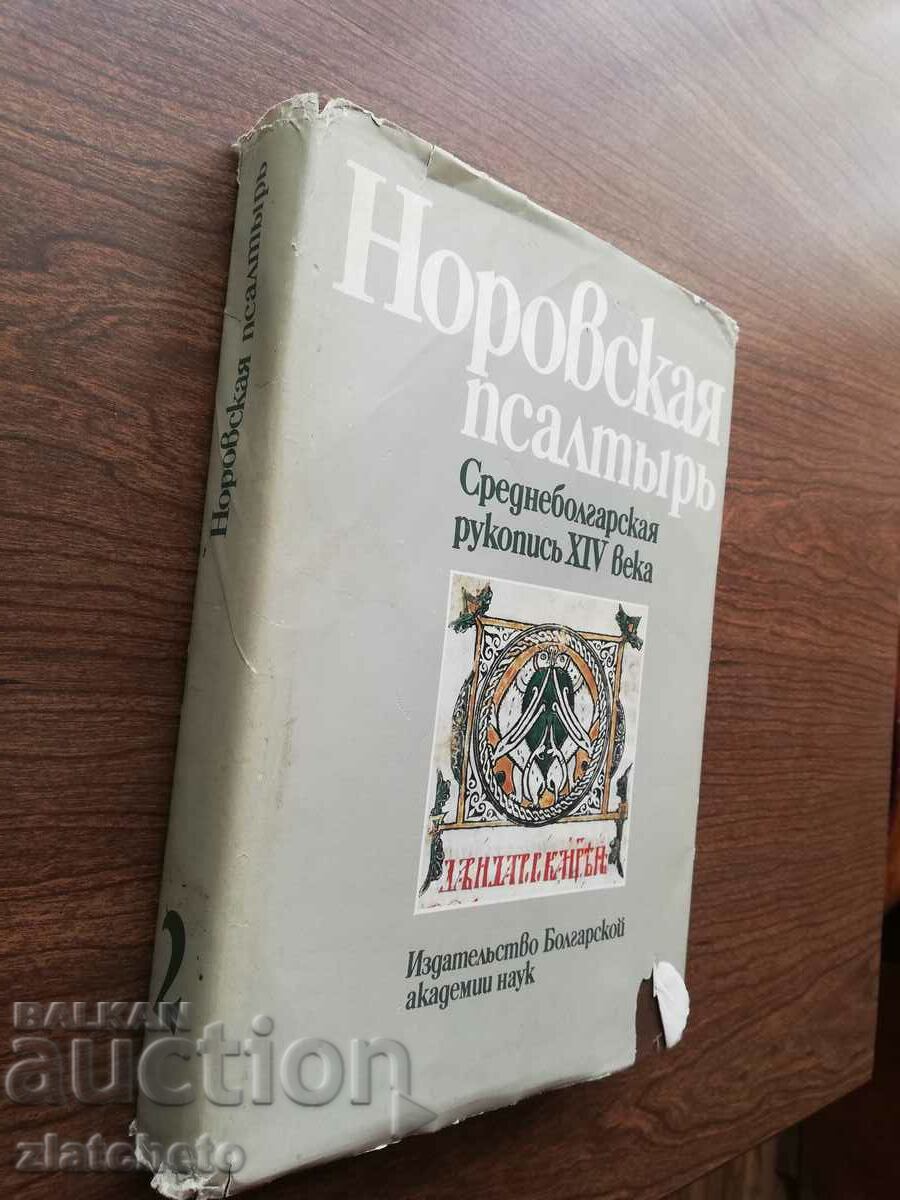 Норовская псалтырь
2
Норовская
псалтырь
Среднеболгарская
рукопись XIV века
Издательство Болгарской
академии наук
BALKAN
auction
zlatcheto